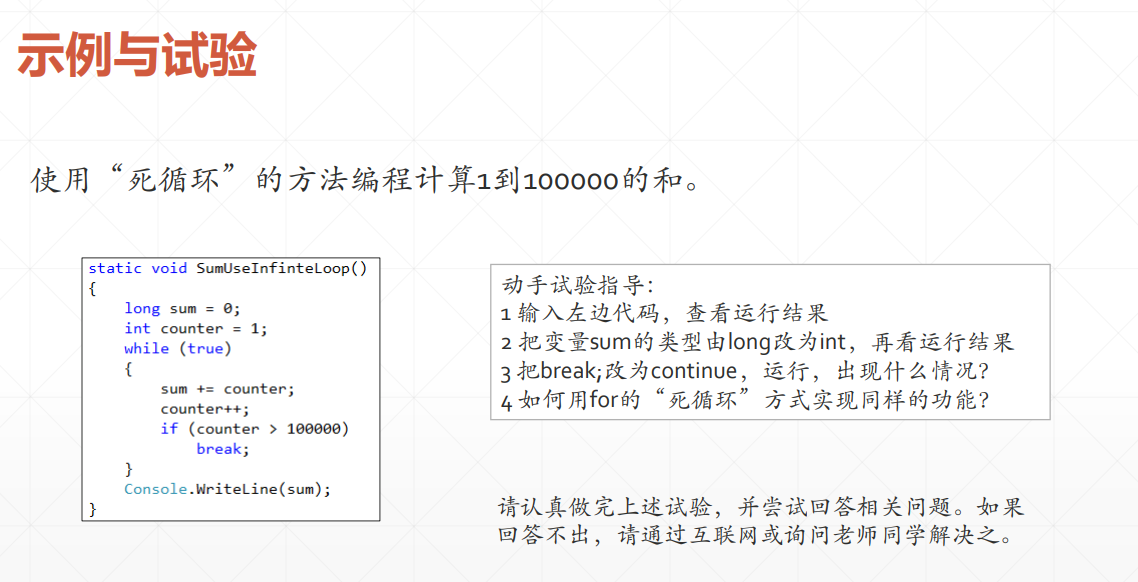 示例与试验
使用“死循环”的方法编程计算1到100000的和。
static void SumUseInfinteLoop()
{
    long sum = 0;
    int counter = 1;
    while (true)
    {
        sum += counter;
        counter++;
        if (counter > 100000)
            break;
    }
    Console.WriteLine(sum);
}
动手试验指导:
1 输入左边代码，查看运行结果
2 把变量sum的类型由long改为int，再看运行结果
3 把break;改为continue，运行，出现什么情况?
4 如何用for的“死循环”方式实现同样的功能?
请认真做完上述试验，并尝试回答相关问题。如果
回答不出，请通过互联网或询问老师同学解决之。